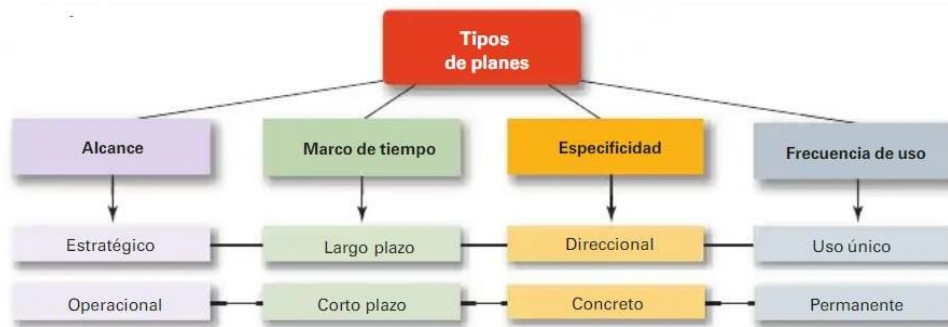 Tipos
de planes
Alcance
Marco de tiempo
Especificidad
Frecuencia de uso
Estratégico
Largo plazo
Direccional
Uso único
Operacional
Corto plazo
Concreto
Permanente